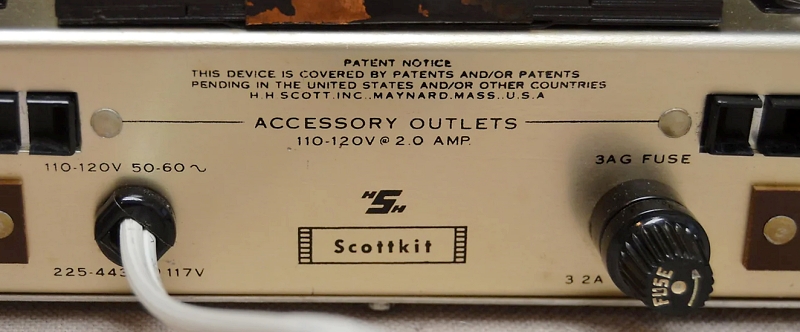 PATENT NOTICE
THIS DEVICE IS COVERED BY PATENTS AND/OR PATENTS
PENDING IN THE UNITED STATES AND/OR OTHER COUNTRIES
H.H.SCOTT.INC..MAYNARD.MASS..U.S.A
ACCESSORY OUTLETS
110-120V@2.0 AMP.
110-120V 50-60~
3AG FUSE
HSH
Scottkit
225-443 117V
3.2A
FUSE